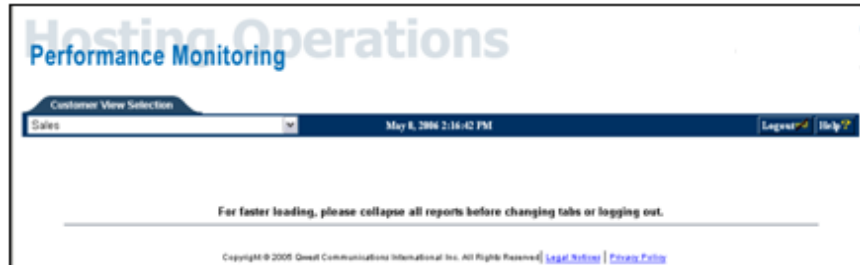 Hosting Operations
Performance Monitoring
Customer View Selection
Sales May 8, 2006 2:16:42 PM Logout Help ?
For faster loading, please collapse all reports before changing tabs or logging out.
Copyright © 2005 Qwest Communications International Inc. All Rights Reserved| Legal Notices | Privacy Policy